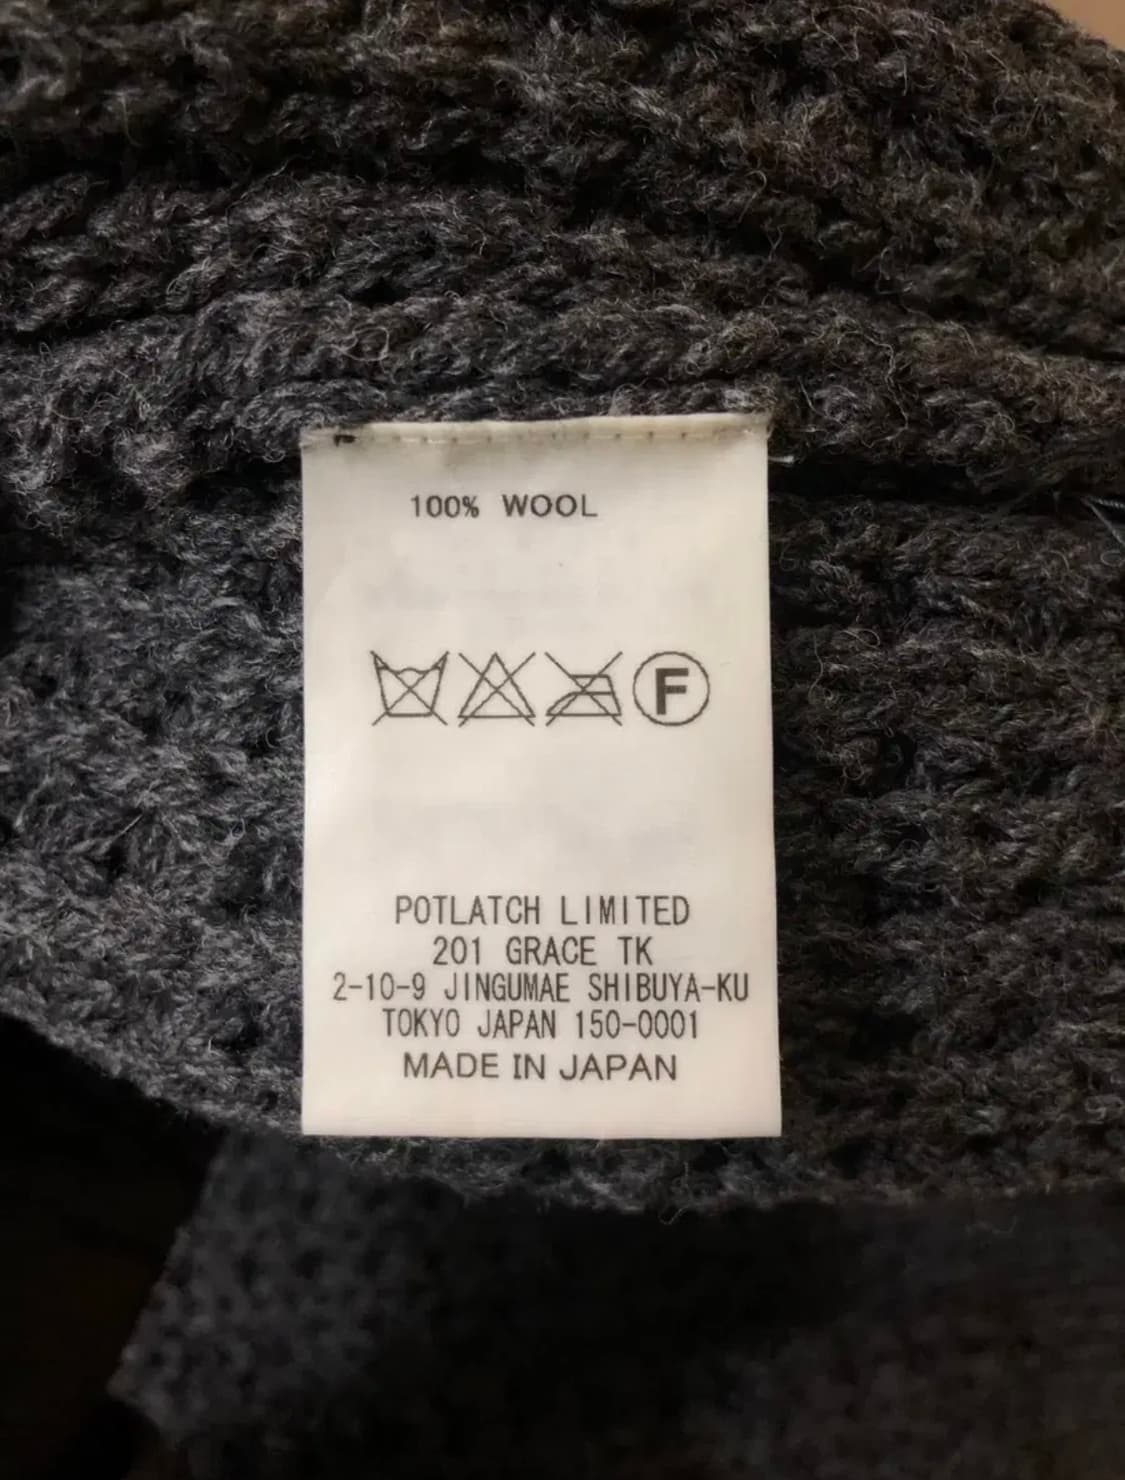 100% WOOL
F
POTLATCH LIMITED
201 GRACE TK
2-10-9 JINGUMAE SHIBUYA-KU
TOKYO JAPAN 150-0001
MADE IN JAPAN